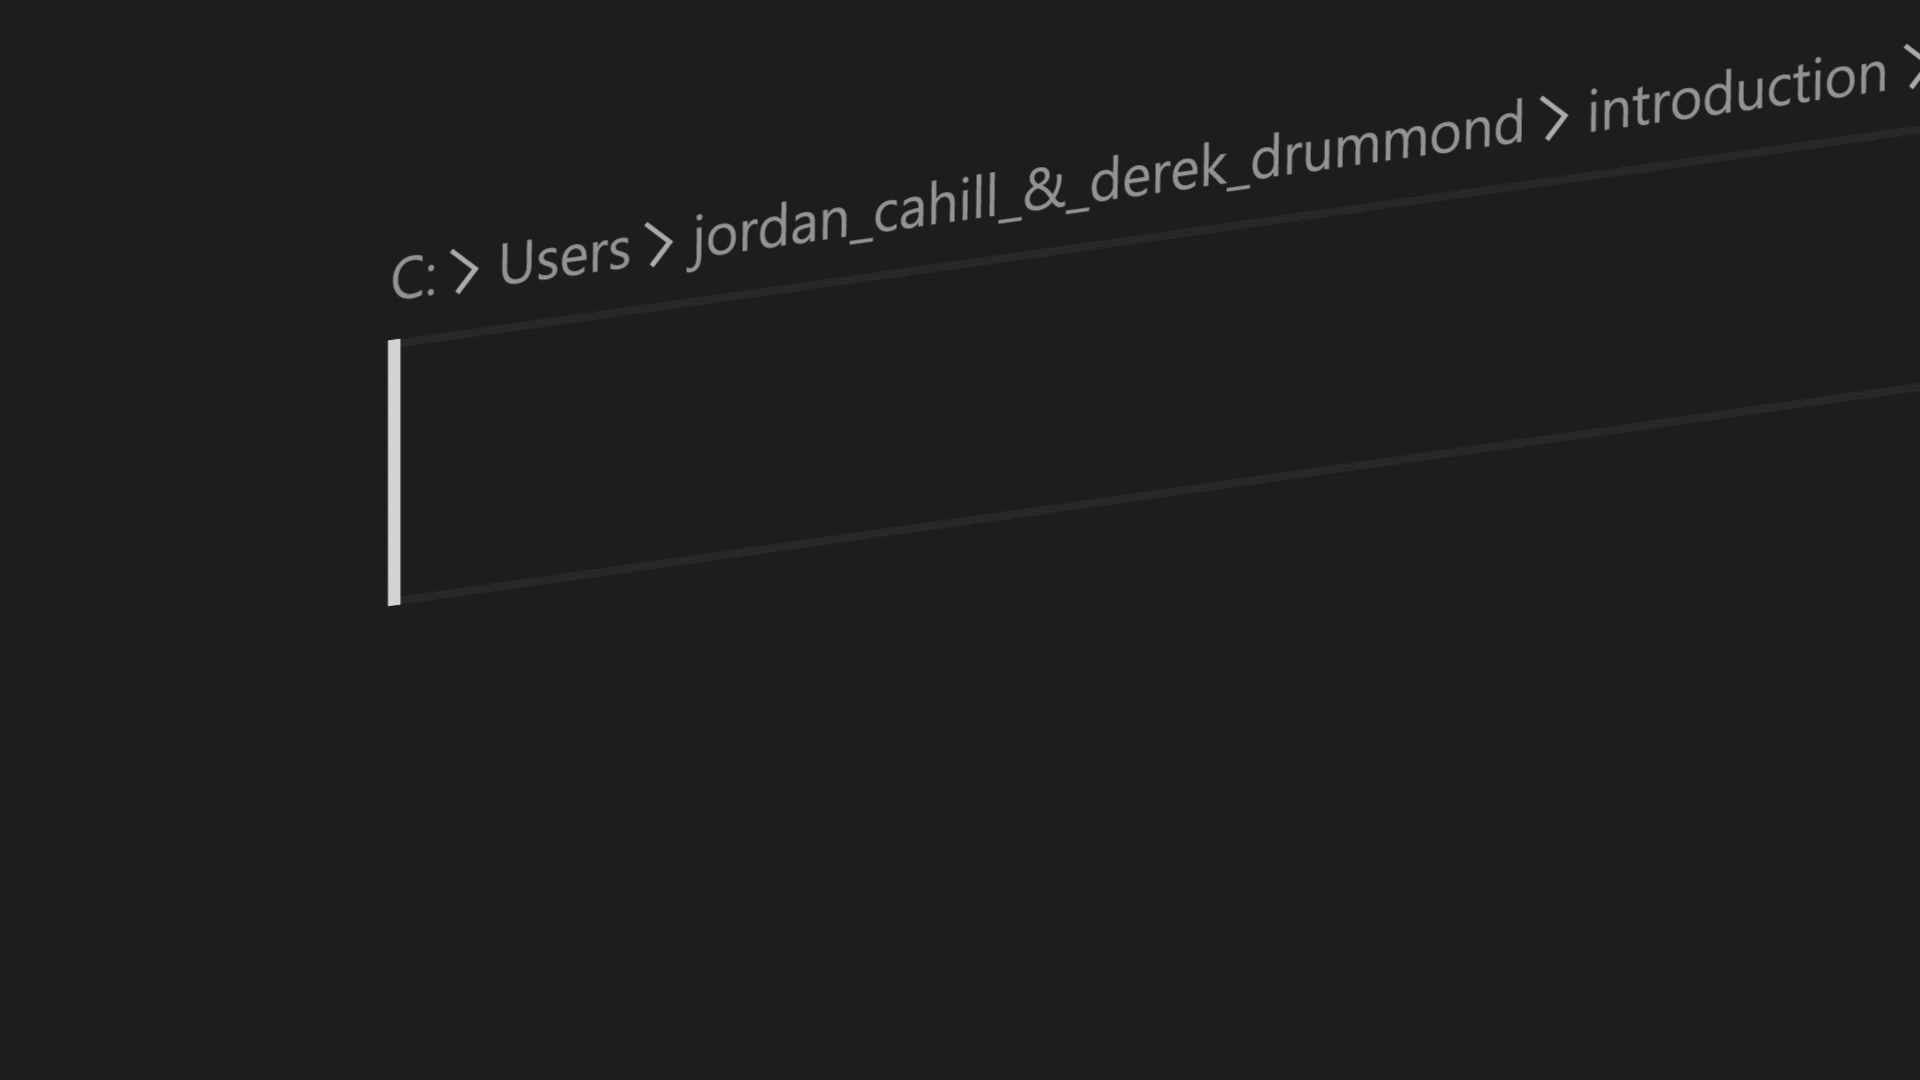 C: > Users > jordan_cahill_&_derek_drummond > introduction >